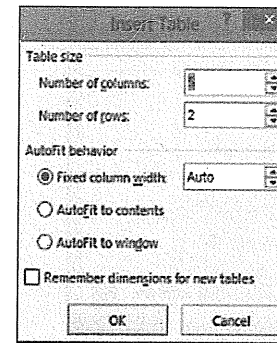 Insert Table ? ×
Table size
Number of columns:
Number of rows: 2
AutoFit behavior
Fixed column width: Auto
AutoFit to contents
AutoFit to window
Remember dimensions for new tables
OK Cancel